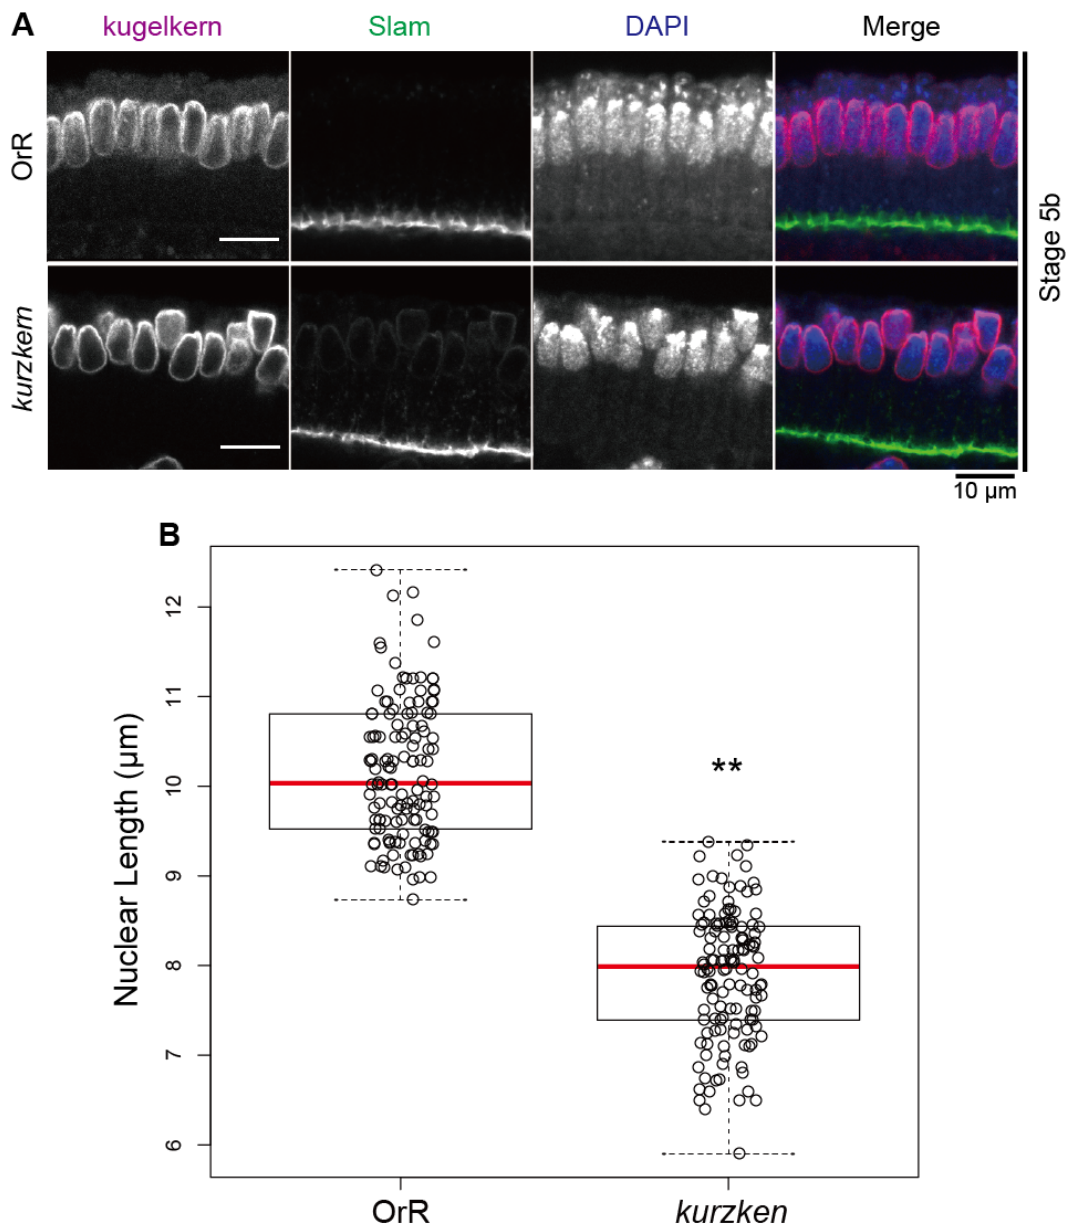 A kugelkern Slam DAPI Merge
OrR
kurzkern
Stage 5b
10 µm
B
12
11
10
9
8
7
6
Nuclear Length (µm)
**
OrR kurzken